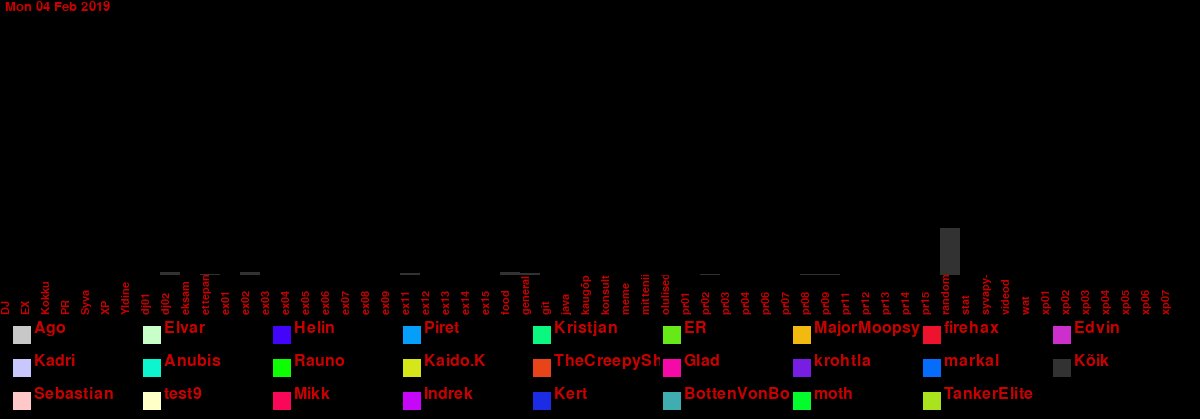 Mon 04 Feb 2019
DJ EX Kokku PR Syva XP Yldine dj01 dj02 eksam ettepan ex01 ex02 ex03 ex04 ex05 ex06 ex07 ex08 ex09 ex11 ex12 ex13 ex14 ex15 food general git java kaugõp konsult meme mittenii olulised pr01 pr02 pr03 pr04 pr06 pr07 pr08 pr09 pr11 pr12 pr13 pr14 pr15 random stat syvapy- videod wat xp01 xp02 xp03 xp04 xp05 xp06 xp07
Ago Elvar Helin Piret Kristjan ER MajorMoopsy firehax Edvin
Kadri Anubis Rauno Kaido.K TheCreepySh Glad krohtla markal Kõik
Sebastian test9 Mikk Indrek Kert BottenVonBo moth TankerElite